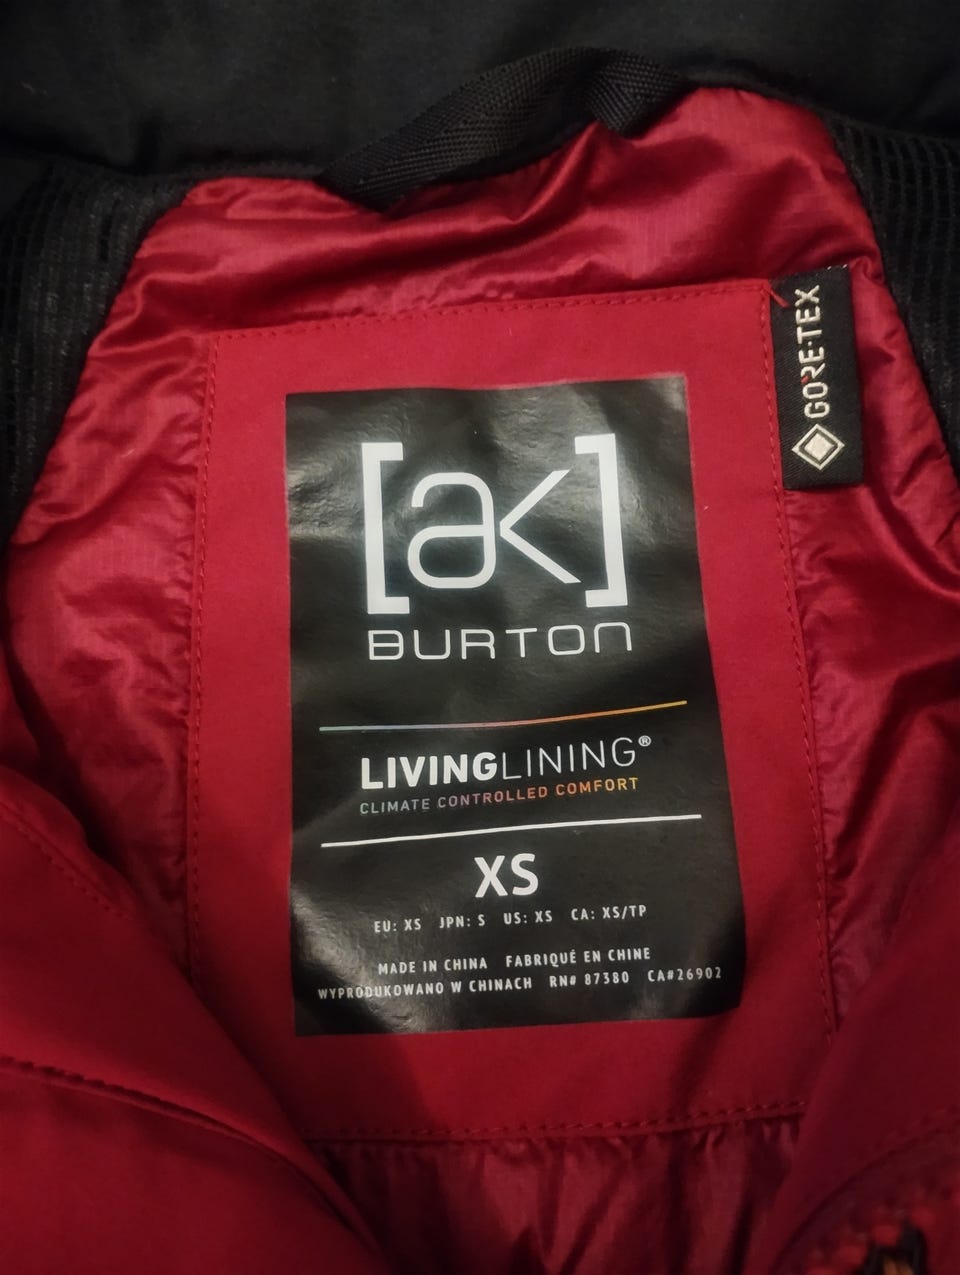 GORE-TEX
[ak]
BURTON
LIVINGLINING®
CLIMATE CONTROLLED COMFORT
XS
EU: XS JPN: S US: XS CA: XS/TP
MADE IN CHINA FABRIQUÉ EN CHINE
WYPRODUKOWANO W CHINACH RN# 87380 CA#26902